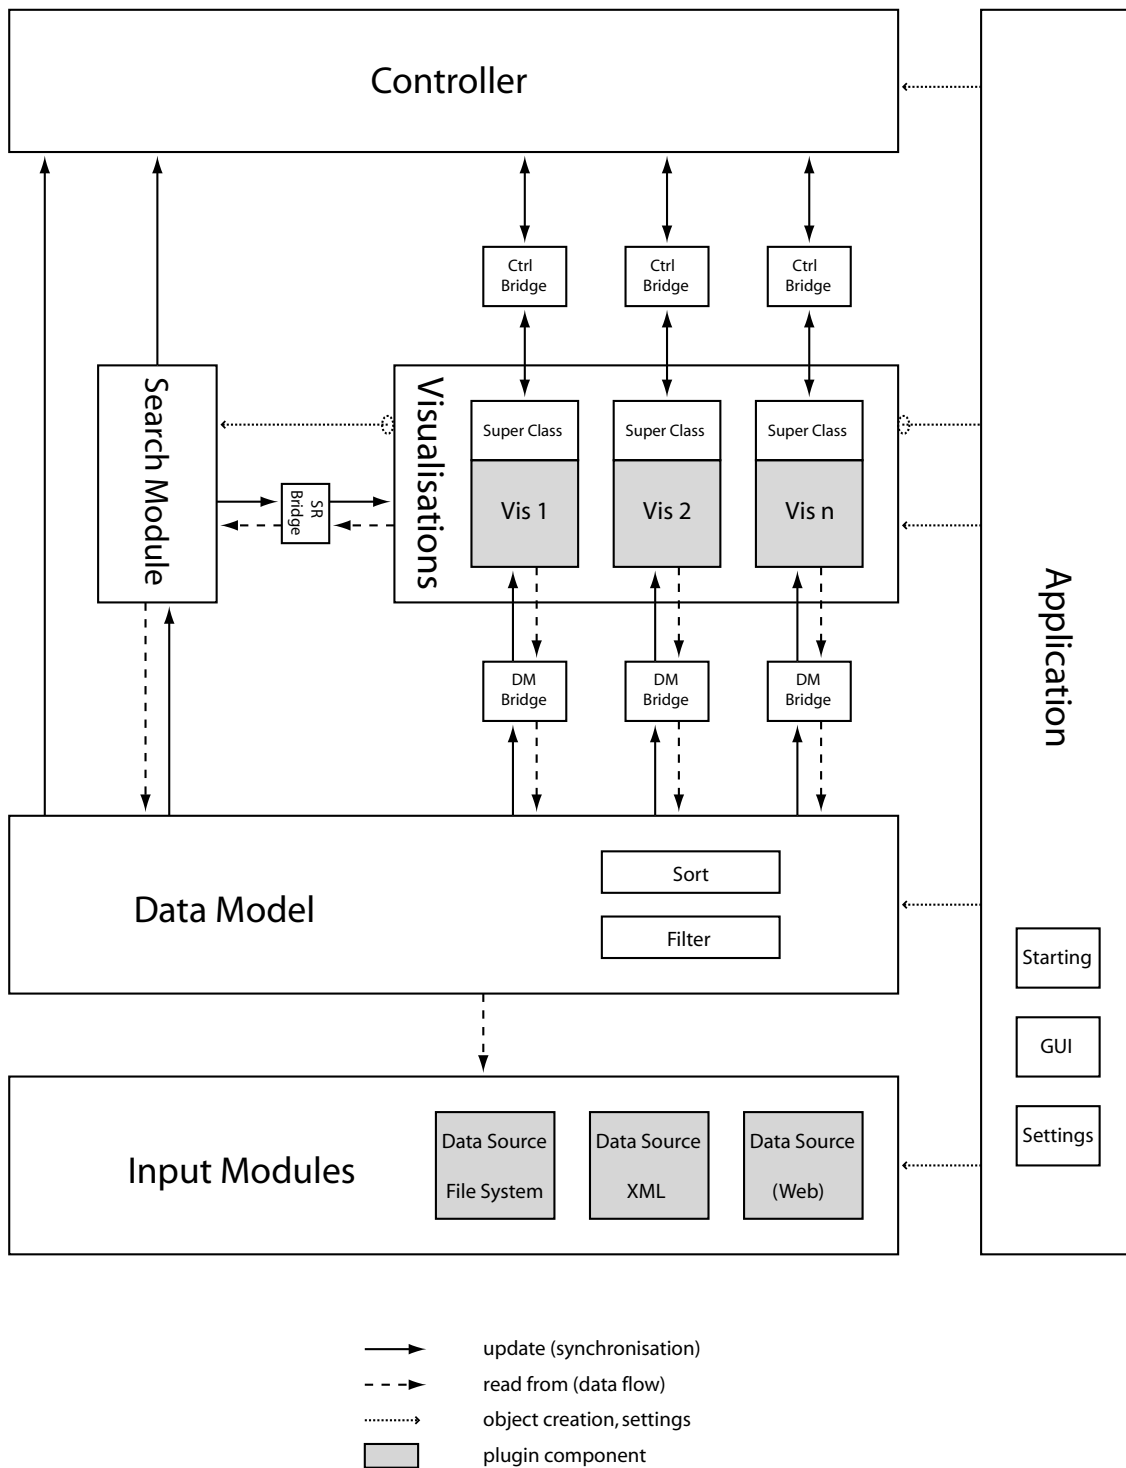 Controller
Ctrl
Bridge
Ctrl
Bridge
Ctrl
Bridge
Search Module
SR
Bridge
Visualisations
Super Class
Super Class
Super Class
Vis 1
Vis 2
Vis n
DM
Bridge
DM
Bridge
DM
Bridge
Application
Data Model
Sort
Filter
Starting
GUI
Settings
Input Modules
Data Source
File System
Data Source
XML
Data Source
(Web)
update (synchronisation)
read from (data flow)
object creation, settings
plugin component